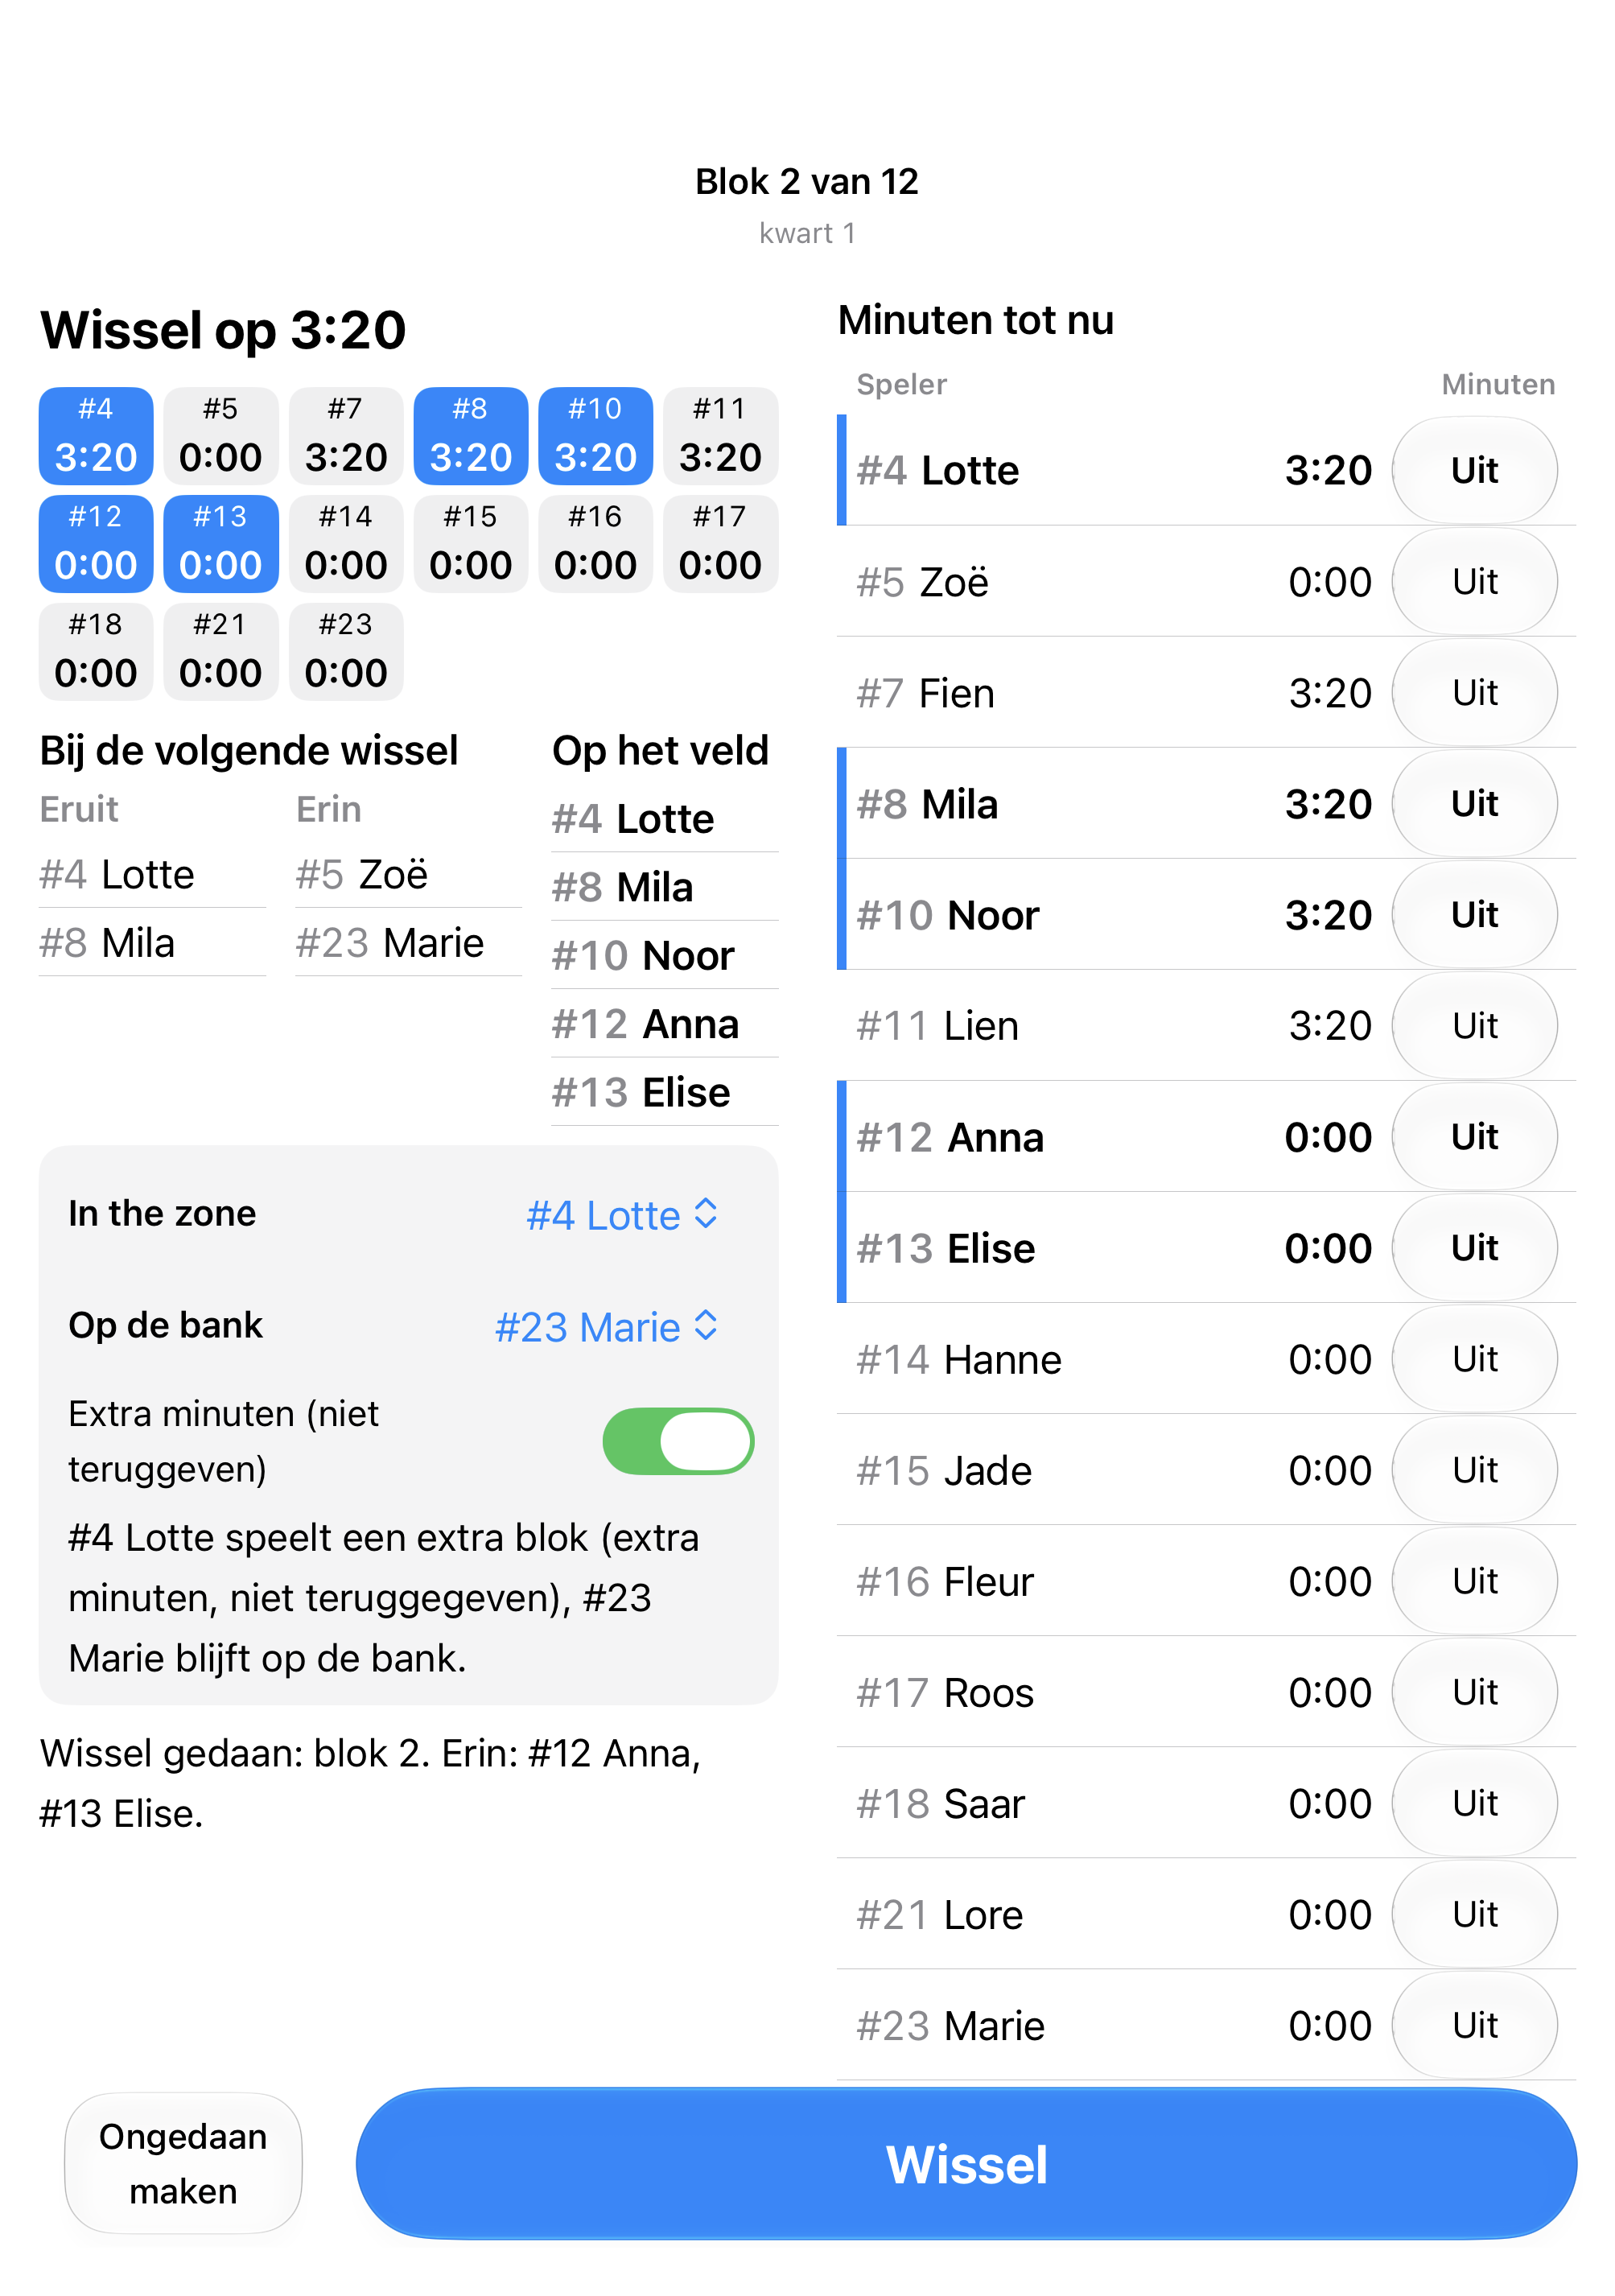 Blok 2 van 12
kwart 1
Wissel op 3:20
#4 #5 #7 #8 #10 #11
3:20 0:00 3:20 3:20 3:20 3:20
#12 #13 #14 #15 #16 #17
0:00 0:00 0:00 0:00 0:00 0:00
#18 #21 #23
0:00 0:00 0:00
Bij de volgende wissel
Eruit Erin
#4 Lotte #5 Zoë
#8 Mila #23 Marie
Op het veld
#4 Lotte
#8 Mila
#10 Noor
#12 Anna
#13 Elise
In the zone #4 Lotte
Op de bank #23 Marie
Extra minuten (niet
teruggeven)
#4 Lotte speelt een extra blok (extra
minuten, niet teruggegeven), #23
Marie blijft op de bank.
Wissel gedaan: blok 2. Erin: #12 Anna,
#13 Elise.
Minuten tot nu
Speler Minuten
#4 Lotte 3:20 Uit
#5 Zoë 0:00 Uit
#7 Fien 3:20 Uit
#8 Mila 3:20 Uit
#10 Noor 3:20 Uit
#11 Lien 3:20 Uit
#12 Anna 0:00 Uit
#13 Elise 0:00 Uit
#14 Hanne 0:00 Uit
#15 Jade 0:00 Uit
#16 Fleur 0:00 Uit
#17 Roos 0:00 Uit
#18 Saar 0:00 Uit
#21 Lore 0:00 Uit
#23 Marie 0:00 Uit
Ongedaan
maken
Wissel